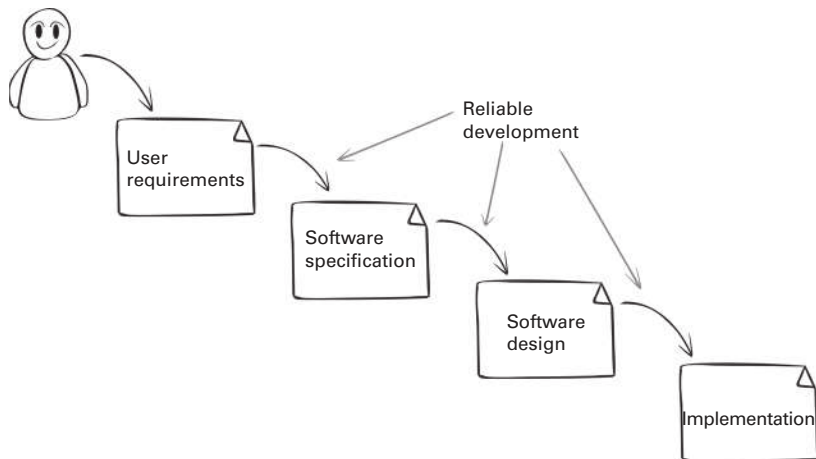 Reliable
development
User
requirements
Software
specification
Software
design
Implementation